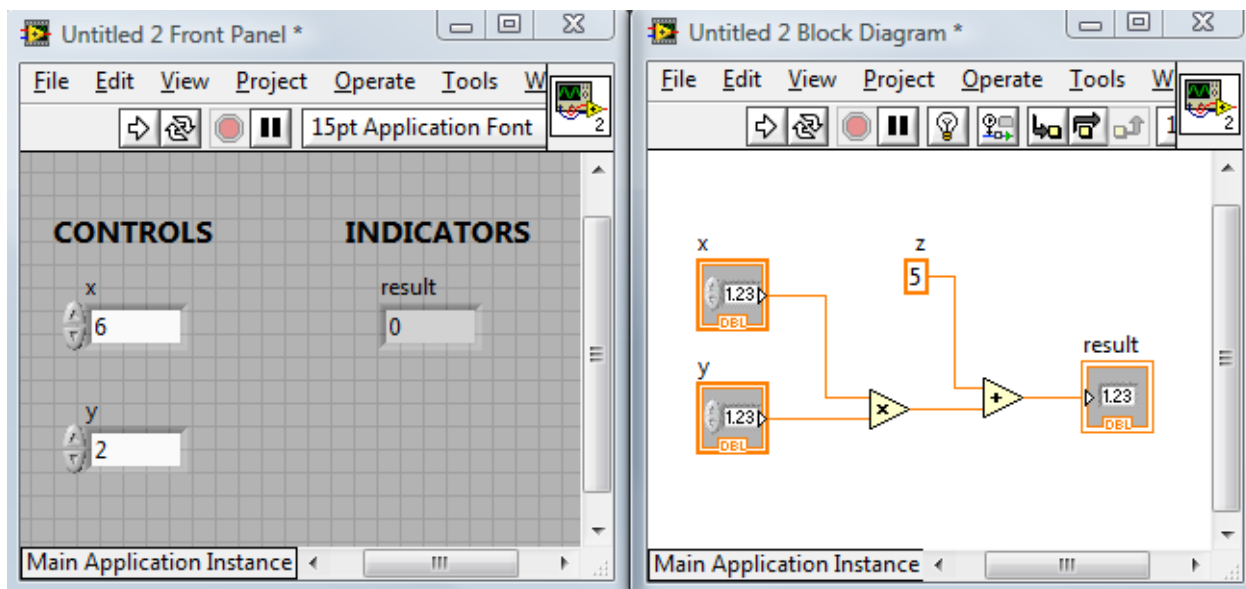 Untitled 2 Front Panel *
File Edit View Project Operate Tools W
15pt Application Font
2
CONTROLS INDICATORS
x
6
result
0
y
2
Main Application Instance
Untitled 2 Block Diagram *
File Edit View Project Operate Tools W
1
2
x
1.23
DBL
z
5
y
1.23
DBL
×
+
result
1.23
DBL
Main Application Instance